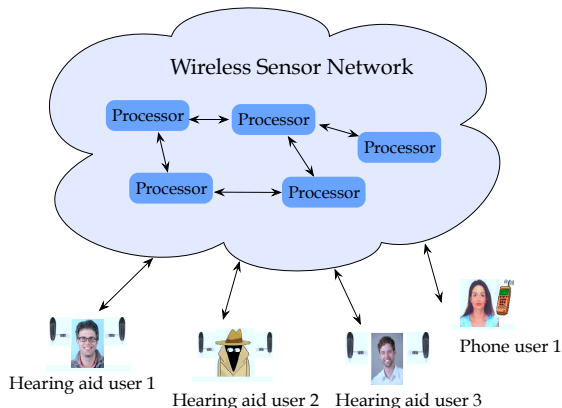 Wireless Sensor Network
Processor
Processor
Processor
Processor
Processor
Phone user 1
Hearing aid user 1
Hearing aid user 2
Hearing aid user 3